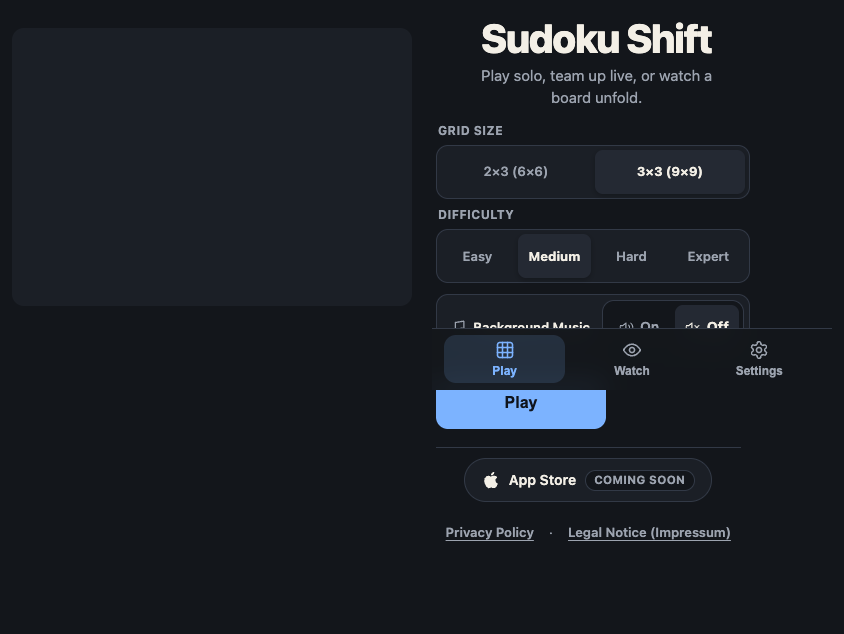 Sudoku Shift
Play solo, team up live, or watch a
board unfold.
GRID SIZE
2×3 (6×6) 3×3 (9×9)
DIFFICULTY
Easy Medium Hard Expert
Background Music On Off
Play Watch Settings
Play
App Store COMING SOON
Privacy Policy · Legal Notice (Impressum)